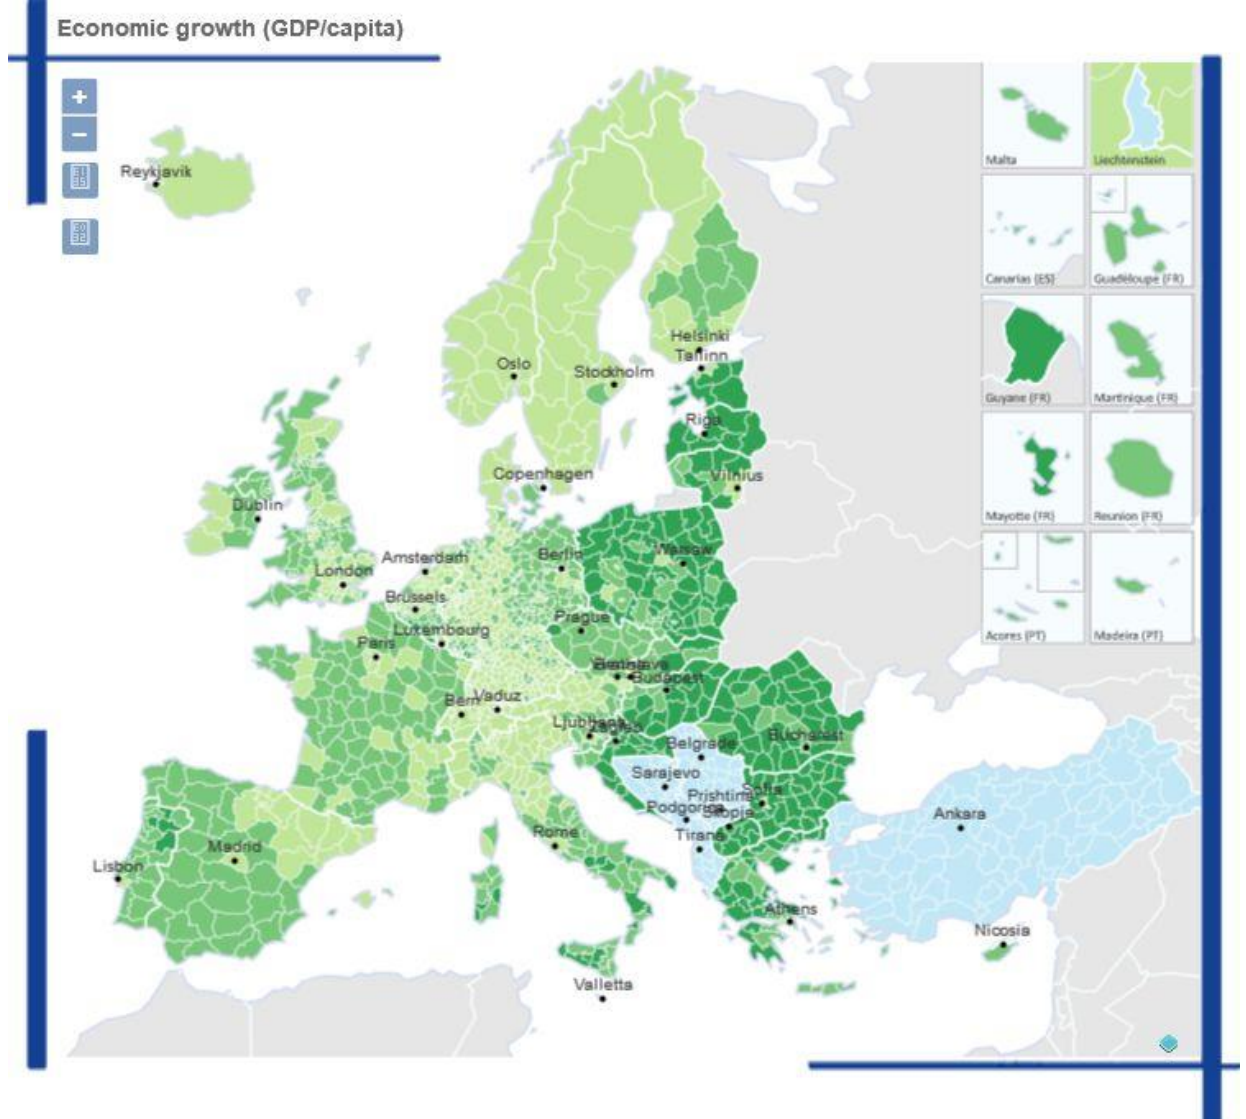 Economic growth (GDP/capita)
+
−
Reykjavik
Malta
Liechtenstein
Canarias (ES)
Guadeloupe (FR)
Helsinki
Tallinn
Oslo
Stockholm
Guyane (FR)
Martinique (FR)
Riga
Copenhagen
Vilnius
Dublin
Mayotte (FR)
Reunion (FR)
Amsterdam
Berlin
Warsaw
London
Brussels
Prague
Luxembourg
Paris
Acores (PT)
Madeira (PT)
Budapest
Bern
Vaduz
Ljubljana
Bucharest
Belgrade
Sarajevo
Prishtina
Sofia
Podgorica
Skopje
Ankara
Tirana
Rome
Madrid
Lisbon
Athens
Nicosia
Valletta